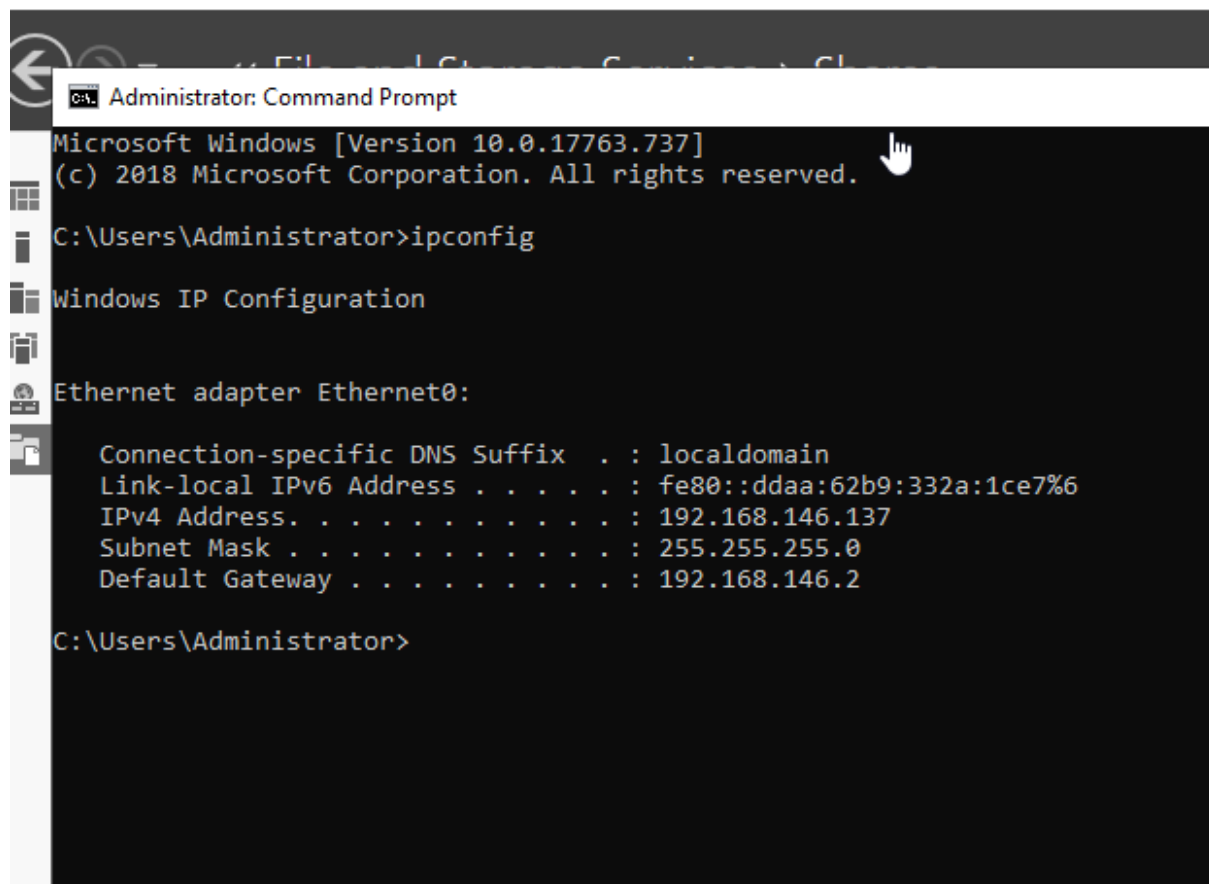 Administrator: Command Prompt
Microsoft Windows [Version 10.0.17763.737]
(c) 2018 Microsoft Corporation. All rights reserved.
C:\Users\Administrator>ipconfig
Windows IP Configuration
Ethernet adapter Ethernet0:
Connection-specific DNS Suffix  . : localdomain
Link-local IPv6 Address . . . . . : fe80::ddaa:62b9:332a:1ce7%6
IPv4 Address. . . . . . . . . . . : 192.168.146.137
Subnet Mask . . . . . . . . . . . : 255.255.255.0
Default Gateway . . . . . . . . . : 192.168.146.2
C:\Users\Administrator>